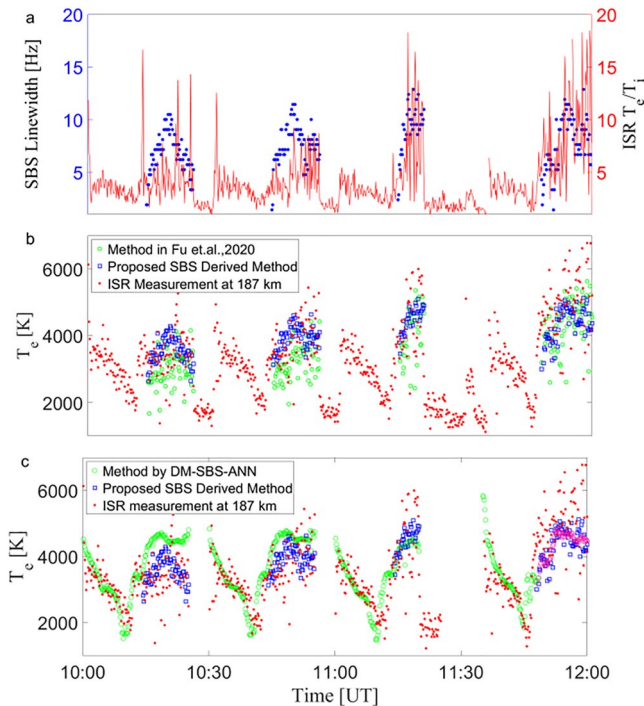 a
20
15
10
5
SBS Linewidth [Hz]
20
15
10
5
ISR Te/Ti
b
Method in Fu et.al.,2020
Proposed SBS Derived Method
ISR Measurement at 187 km
6000
4000
2000
Te [K]
c
Method by DM-SBS-ANN
Proposed SBS Derived Method
ISR measurement at 187 km
6000
4000
2000
Te [K]
10:00 10:30 11:00 11:30 12:00
Time [UT]